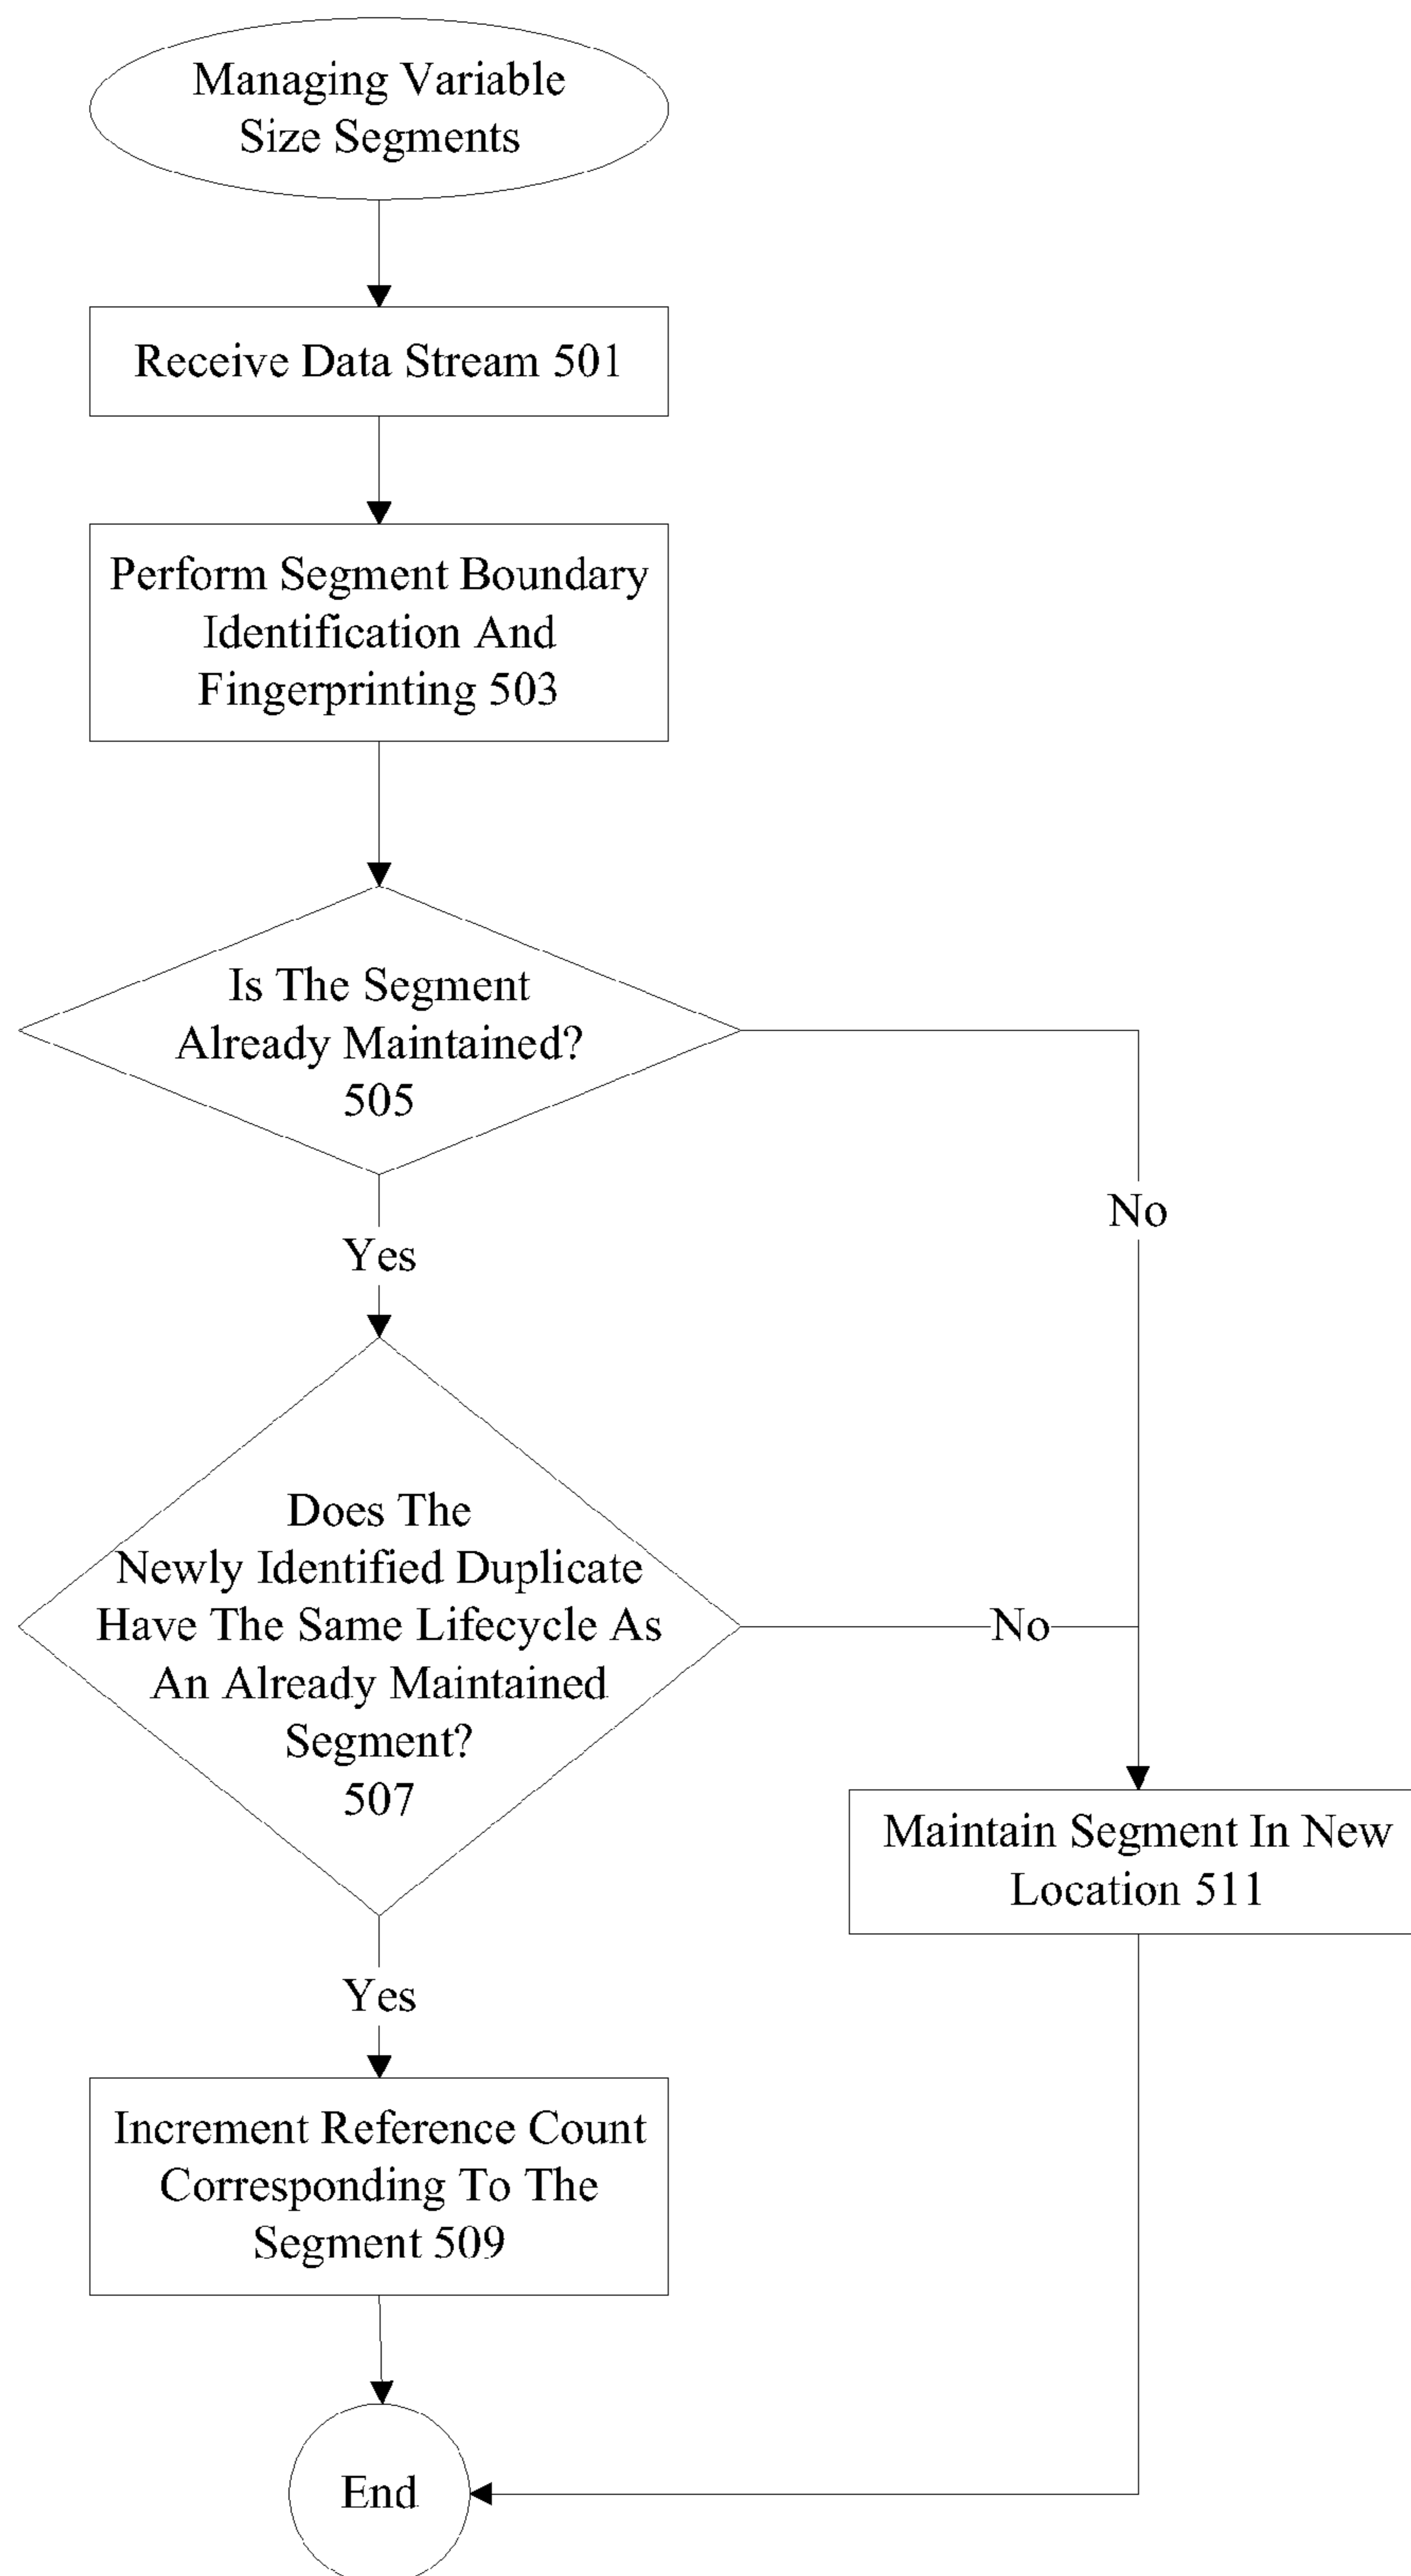 Managing Variable
Size Segments
Receive Data Stream 501
Perform Segment Boundary
Identification And
Fingerprinting 503
Is The Segment
Already Maintained?
505
No
Yes
Does The
Newly Identified Duplicate
Have The Same Lifecycle As
An Already Maintained
Segment?
507
No
Maintain Segment In New
Location 511
Yes
Increment Reference Count
Corresponding To The
Segment 509
End